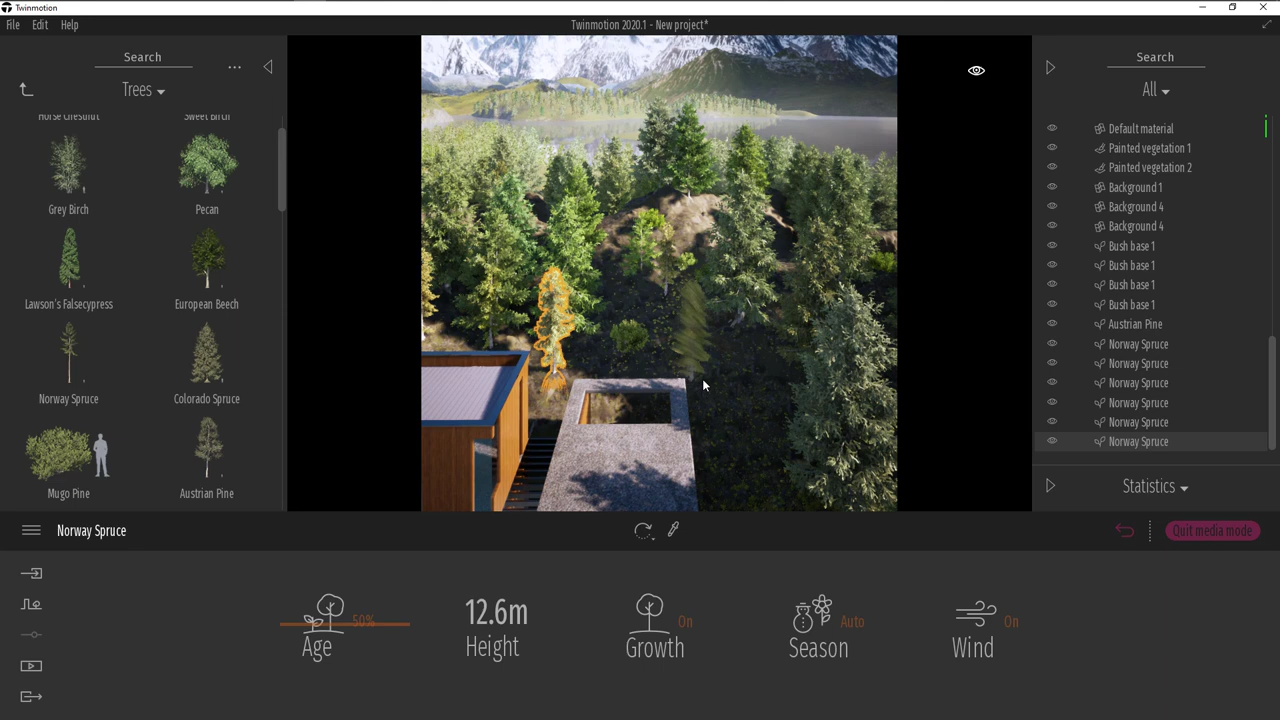 Twinmotion
File Edit Help
Twinmotion 2020.1 - New project*
Search
...
Trees
Horse Chestnut
Sweet Birch
Grey Birch
Pecan
Lawson's Falsecypress
European Beech
Norway Spruce
Colorado Spruce
Mugo Pine
Austrian Pine
Search
All
Default material
Painted vegetation 1
Painted vegetation 2
Background 1
Background 4
Background 4
Bush base 1
Bush base 1
Bush base 1
Bush base 1
Austrian Pine
Norway Spruce
Norway Spruce
Norway Spruce
Norway Spruce
Norway Spruce
Norway Spruce
Statistics
Norway Spruce
Quit media mode
50%
Age
12.6m
Height
On
Growth
Auto
Season
On
Wind